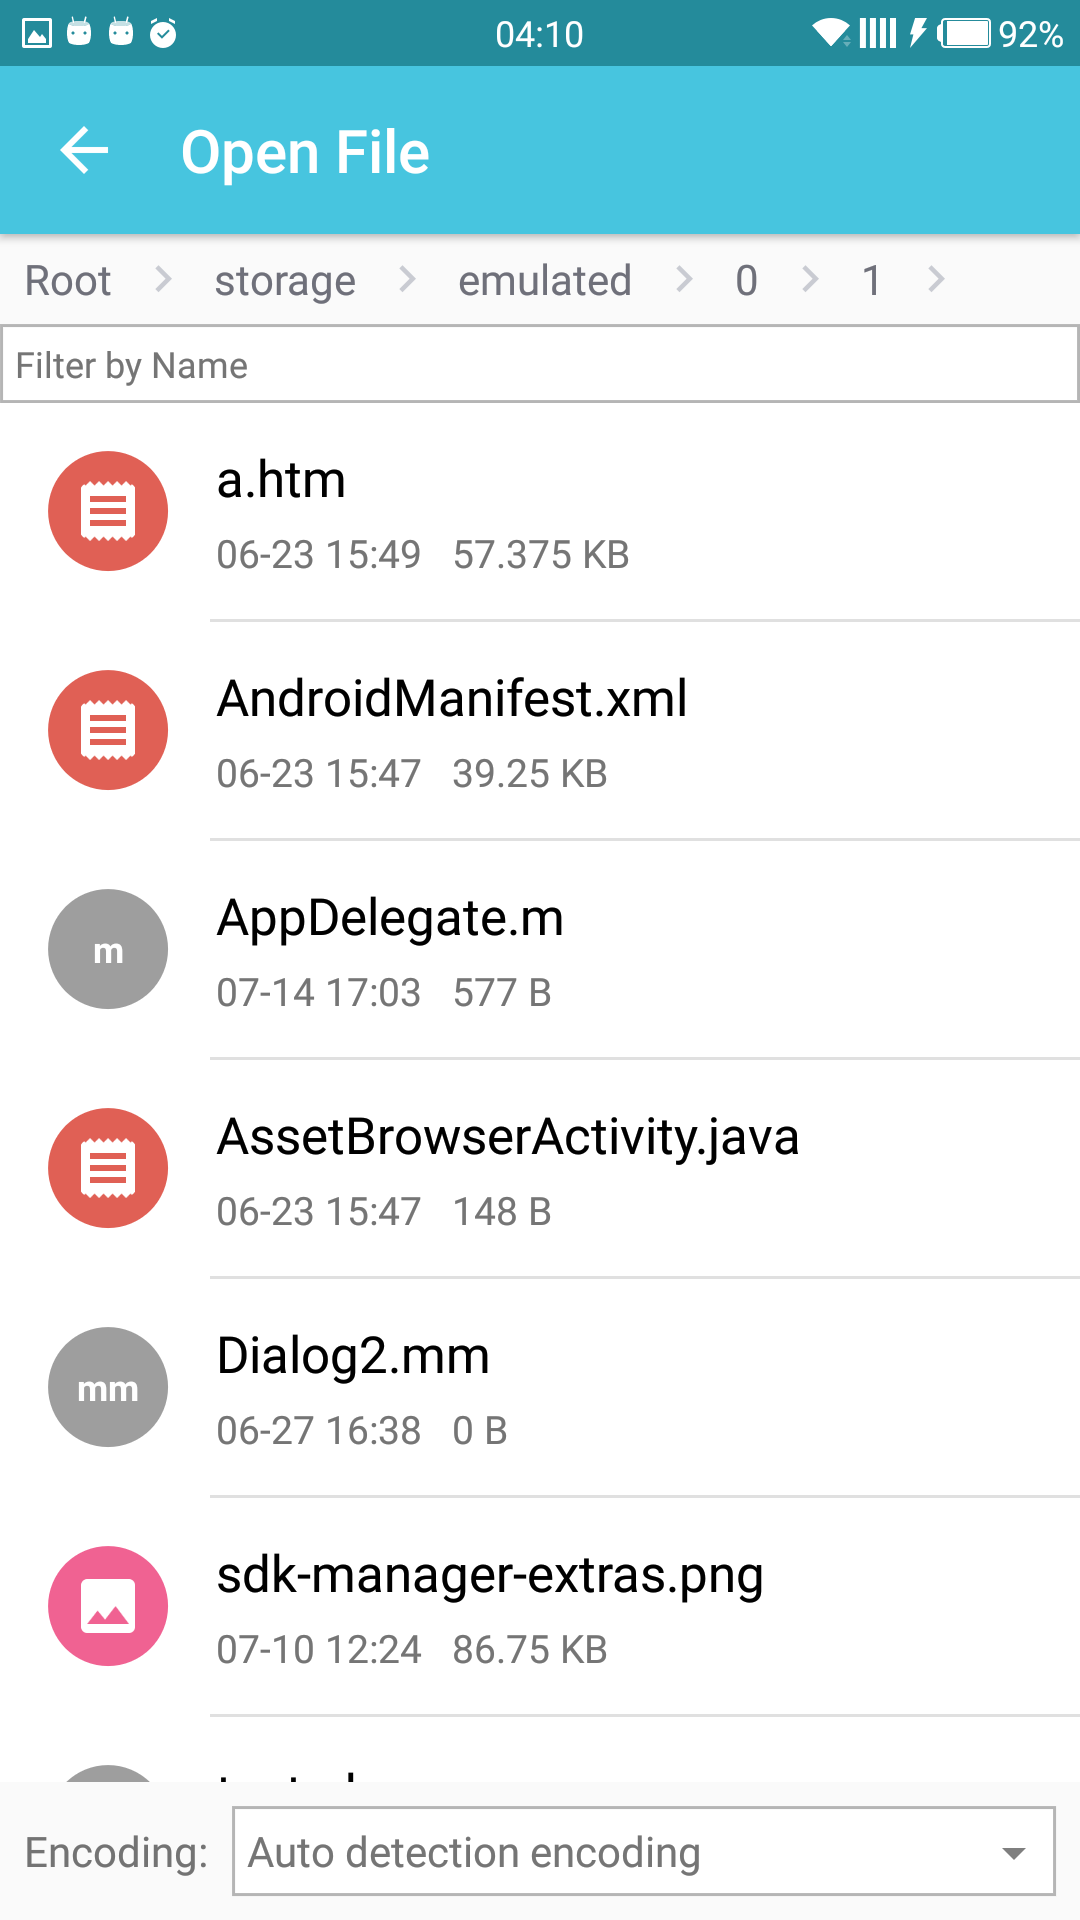 04:10 92%
Open File
Root storage emulated 0 1
Filter by Name
a.htm
06-23 15:49 57.375 KB
AndroidManifest.xml
06-23 15:47 39.25 KB
m
AppDelegate.m
07-14 17:03 577 B
AssetBrowserActivity.java
06-23 15:47 148 B
mm
Dialog2.mm
06-27 16:38 0 B
sdk-manager-extras.png
07-10 12:24 86.75 KB
Encoding: Auto detection encoding